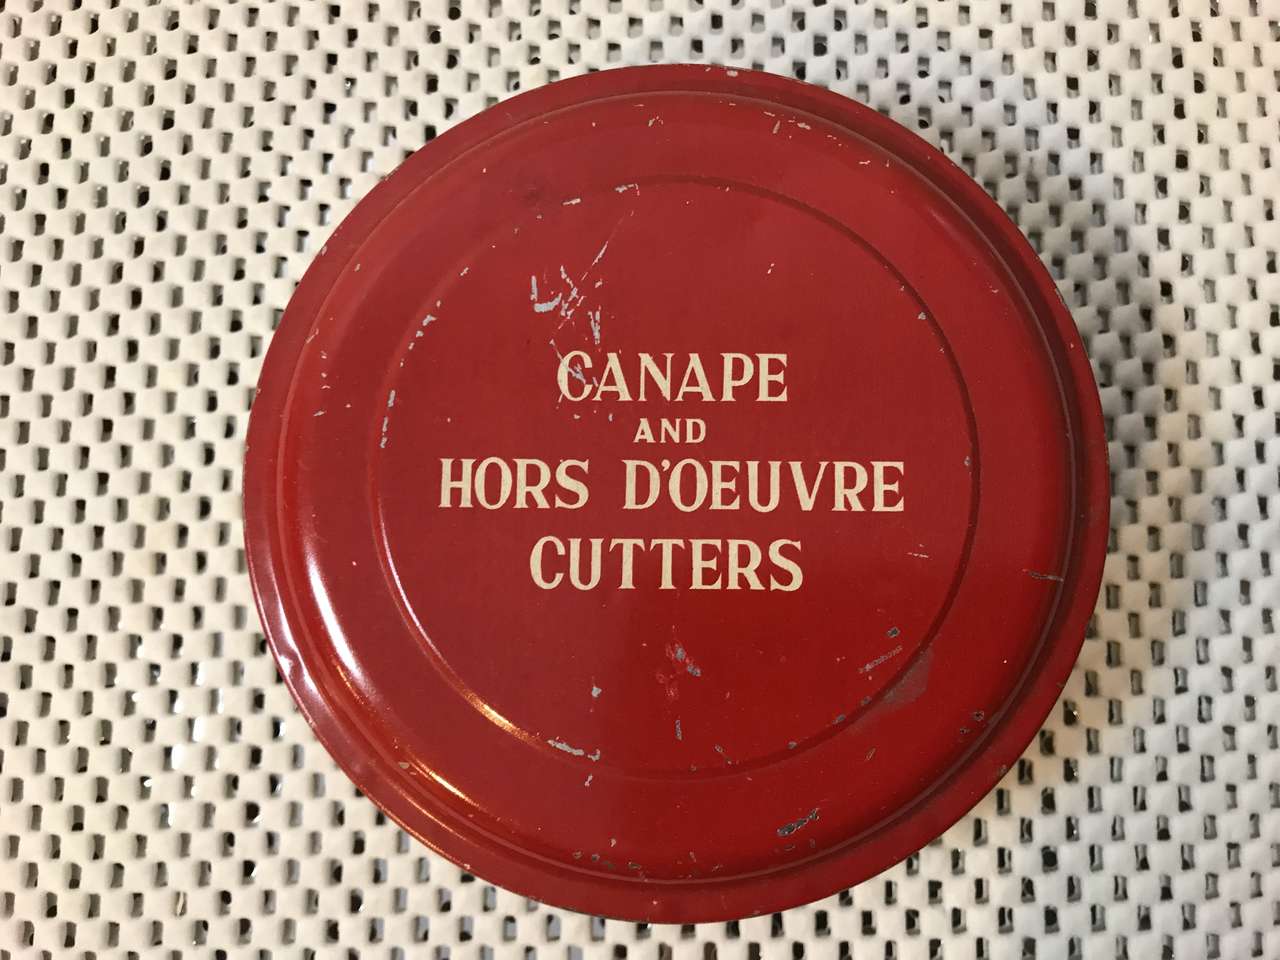 CANAPE
AND
HORS D'OEUVRE
CUTTERS